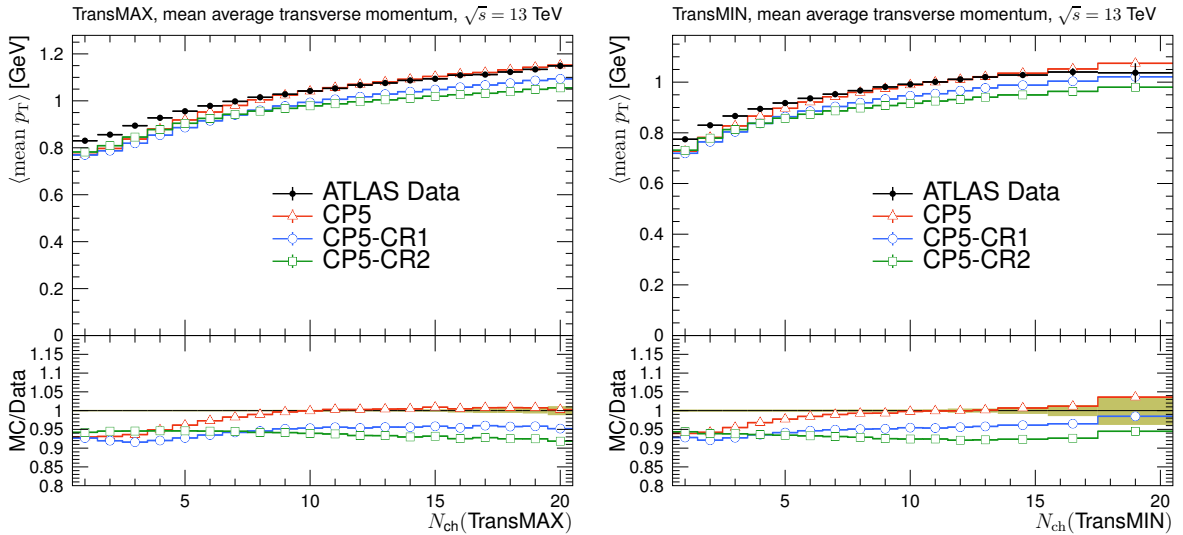 TransMAX, mean average transverse momentum, √s = 13 TeV
⟨mean p_T⟩ [GeV]
1.2
1
0.8
0.6
0.4
0.2
0
ATLAS Data
CP5
CP5-CR1
CP5-CR2
MC/Data
1.15
1.1
1.05
1
0.95
0.9
0.85
0.8
5 10 15 20
N_ch(TransMAX)
TransMIN, mean average transverse momentum, √s = 13 TeV
⟨mean p_T⟩ [GeV]
1
0.8
0.6
0.4
0.2
0
ATLAS Data
CP5
CP5-CR1
CP5-CR2
MC/Data
1.15
1.1
1.05
1
0.95
0.9
0.85
0.8
5 10 15 20
N_ch(TransMIN)